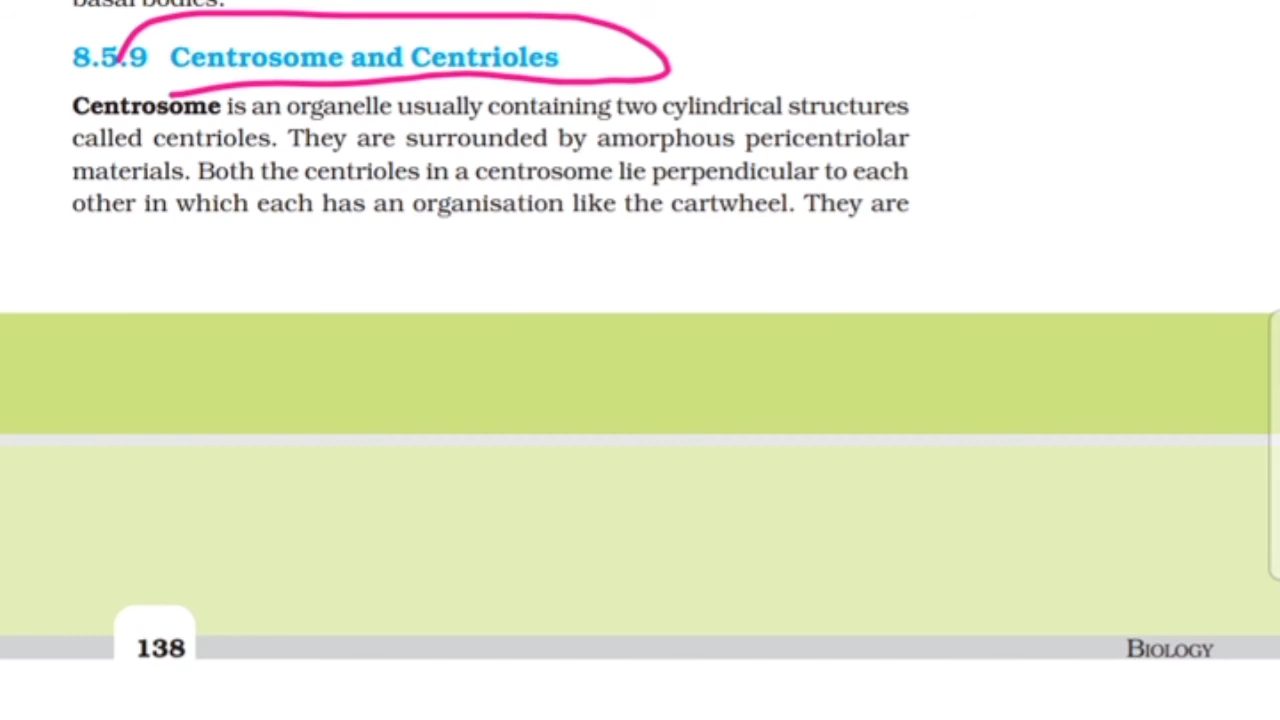 basal bodies.
8.5.9 Centrosome and Centrioles
Centrosome is an organelle usually containing two cylindrical structures
called centrioles. They are surrounded by amorphous pericentriolar
materials. Both the centrioles in a centrosome lie perpendicular to each
other in which each has an organisation like the cartwheel. They are
138
BIOLOGY